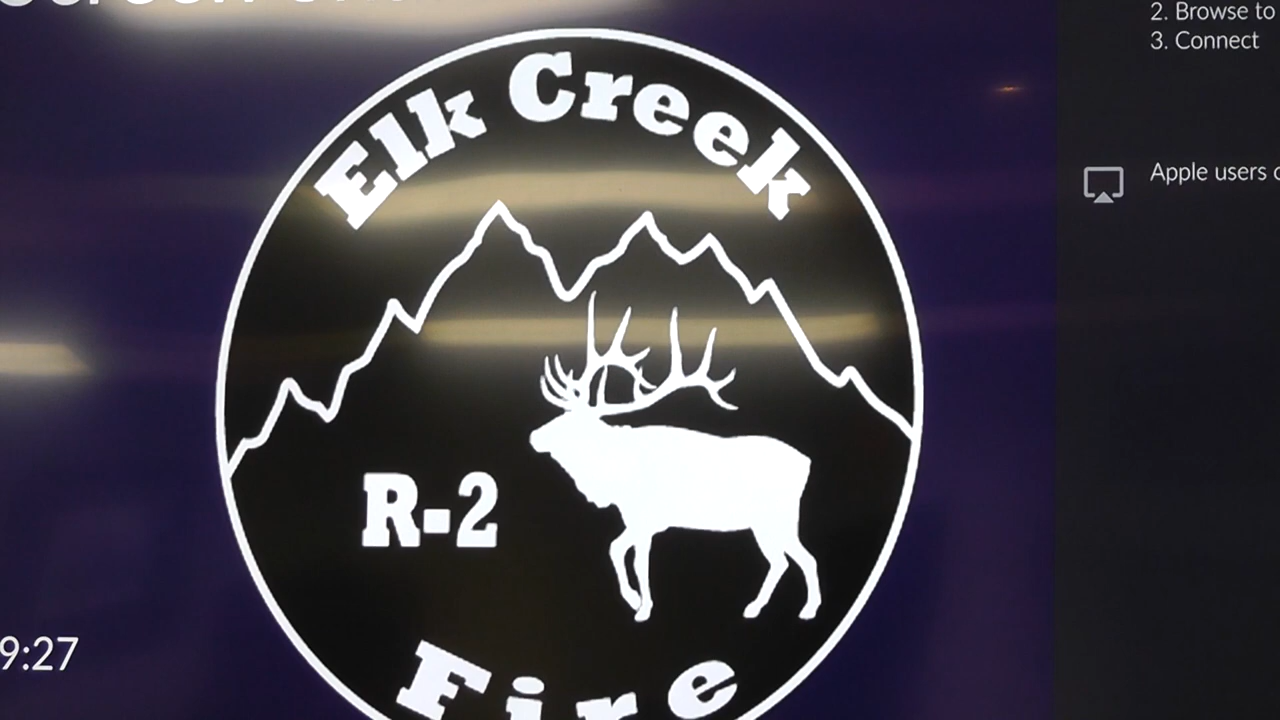 2. Browse to
3. Connect
Apple users
Elk Creek
R-2
Fire
9:27